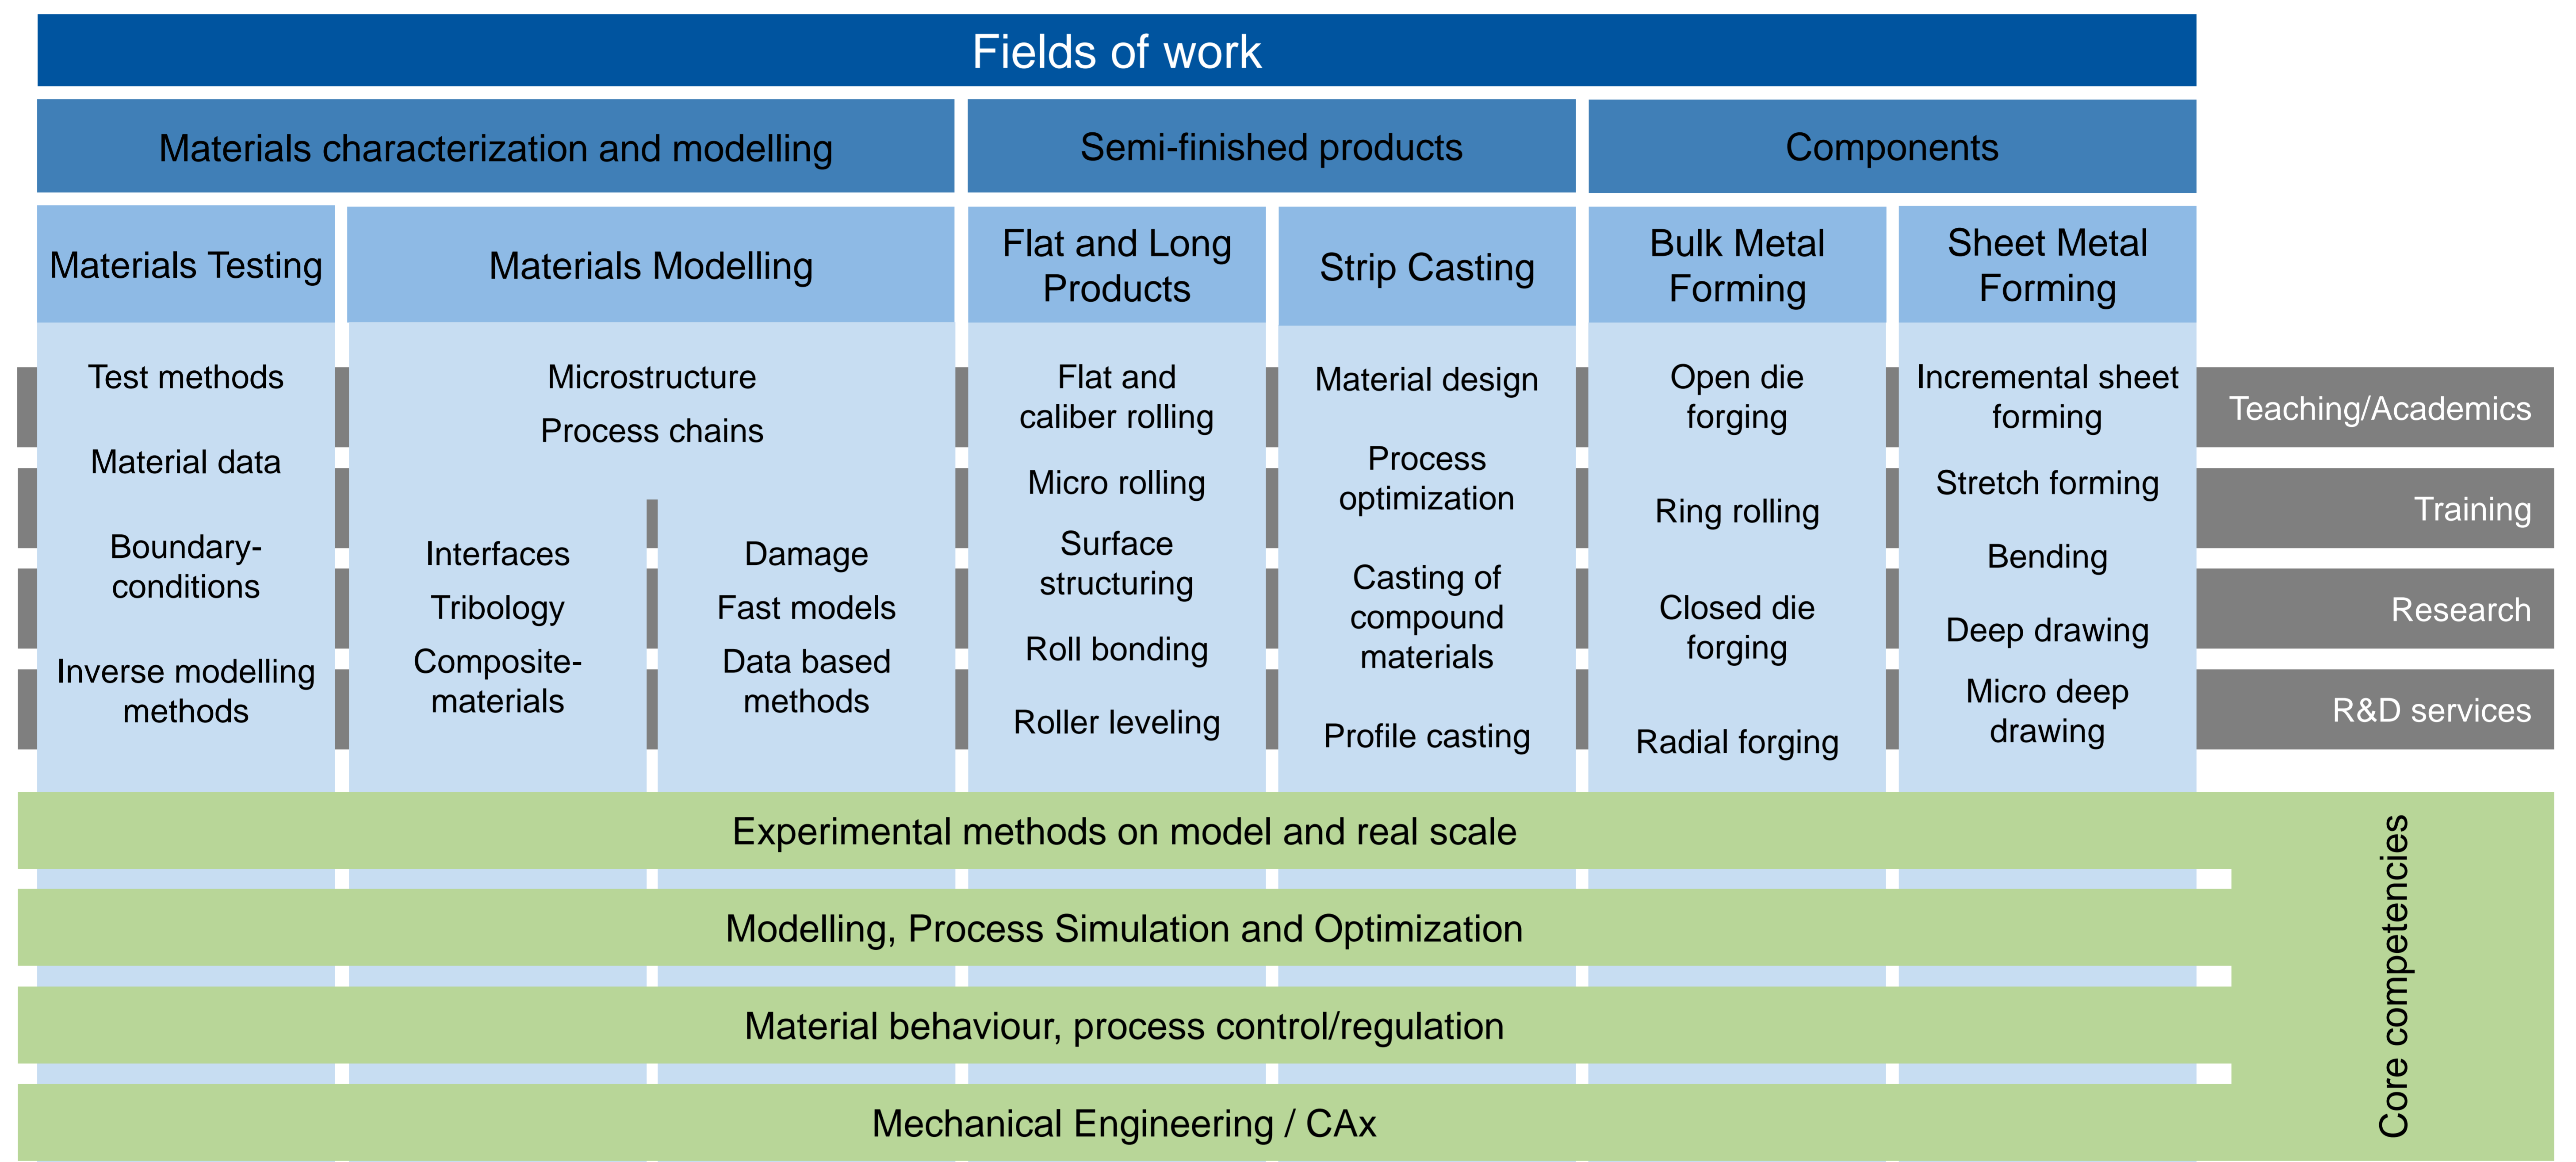 Fields of work
Materials characterization and modelling
Semi-finished products
Components
Materials Testing
Materials Modelling
Flat and Long
Products
Strip Casting
Bulk Metal
Forming
Sheet Metal
Forming
Test methods
Material data
Boundary-
conditions
Inverse modelling
methods
Microstructure
Process chains
Interfaces
Tribology
Composite-
materials
Damage
Fast models
Data based
methods
Flat and
caliber rolling
Micro rolling
Surface
structuring
Roll bonding
Roller leveling
Material design
Process
optimization
Casting of
compound
materials
Profile casting
Open die
forging
Ring rolling
Closed die
forging
Radial forging
Incremental sheet
forming
Stretch forming
Bending
Deep drawing
Micro deep
drawing
Teaching/Academics
Training
Research
R&D services
Experimental methods on model and real scale
Modelling, Process Simulation and Optimization
Material behaviour, process control/regulation
Mechanical Engineering / CAx
Core competencies